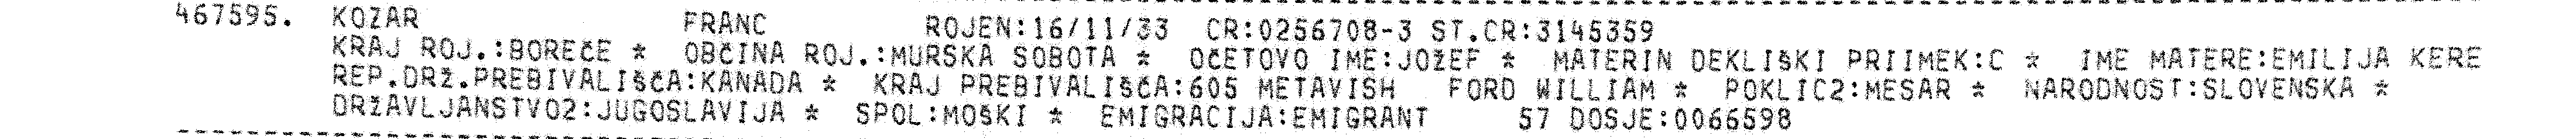 467595. KOZAR FRANC ROJEN:16/11/33 CR:0256708-3 ST.CR:3145359
KRAJ ROJ.:BOREČE * OBČINA ROJ.:MURSKA SOBOTA * OČETOVO IME:JOŽEF * MATERIN DEKLIŠKI PRIIMEK:C * IME MATERE:EMILIJA KERE
REP.DRŽ.PREBIVALIŠČA:KANADA * KRAJ PREBIVALIŠČA:605 METAVISH FORD WILLIAM * POKLIC2:MESAR * NARODNOST:SLOVENSKA *
DRŽAVLJANSTVO2:JUGOSLAVIJA * SPOL:MOŠKI * EMIGRACIJA:EMIGRANT 57 DOSJE:0066598